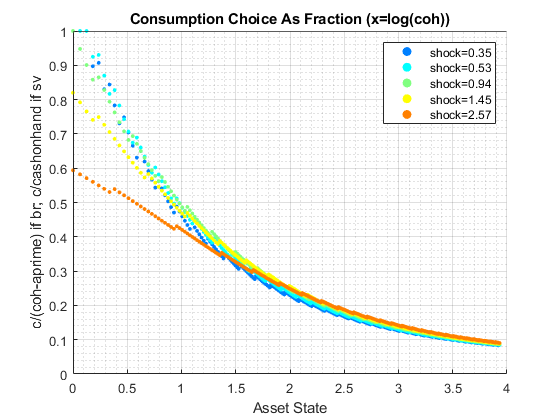 Consumption Choice As Fraction (x=log(coh))
c/(coh-aprime) if br, c/cashonhand if sv
1
0.9
0.8
0.7
0.6
0.5
0.4
0.3
0.2
0.1
0
shock=0.35
shock=0.53
shock=0.94
shock=1.45
shock=2.57
0 0.5 1 1.5 2 2.5 3 3.5 4
Asset State